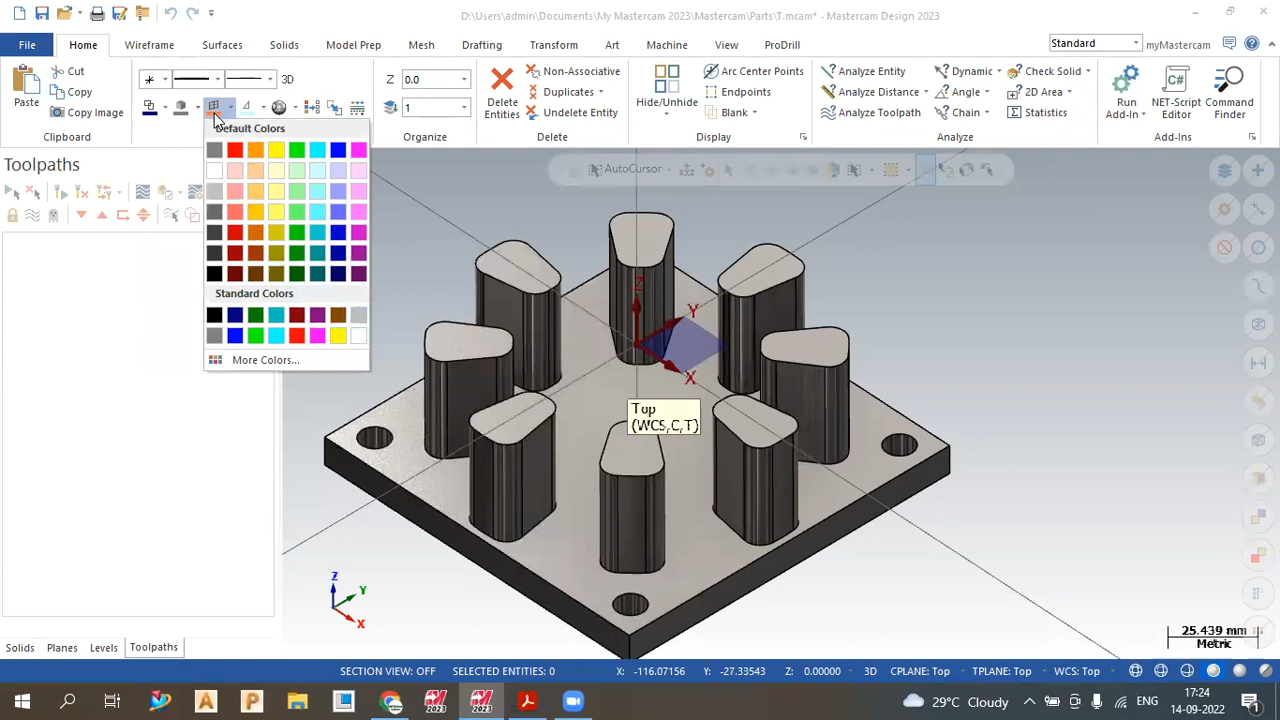 D:\Users\admin\Documents\My Mastercam 2023\Mastercam\Parts\T.mcam* - Mastercam Design 2023
File Home Wireframe Surfaces Solids Model Prep Mesh Drafting Transform Art Machine View ProDrill
Standard myMastercam
Paste
Cut
Copy
Copy Image
Clipboard
3D
Default Colors
Standard Colors
More Colors...
Z 0.0
1
Organize
Delete Entities
Non-Associative
Duplicates
Undelete Entity
Delete
Hide/Unhide
Arc Center Points
Endpoints
Blank
Display
Analyze Entity
Analyze Distance
Analyze Toolpath
Dynamic
Angle
Chain
Check Solid
2D Area
Statistics
Analyze
Run Add-In
NET-Script Editor
Command Finder
Add-Ins
Toolpaths
AutoCursor
Z
Y
X
Top
(WCS,C,T)
Z
Y
X
25.439 mm
Metric
Solids Planes Levels Toolpaths
SECTION VIEW: OFF SELECTED ENTITIES: 0 X: -116.07156 Y: -27.33543 Z: 0.00000 3D CPLANE: Top TPLANE: Top WCS: Top
A P 2023 2023
29°C Cloudy ENG 17:24
14-09-2022
1